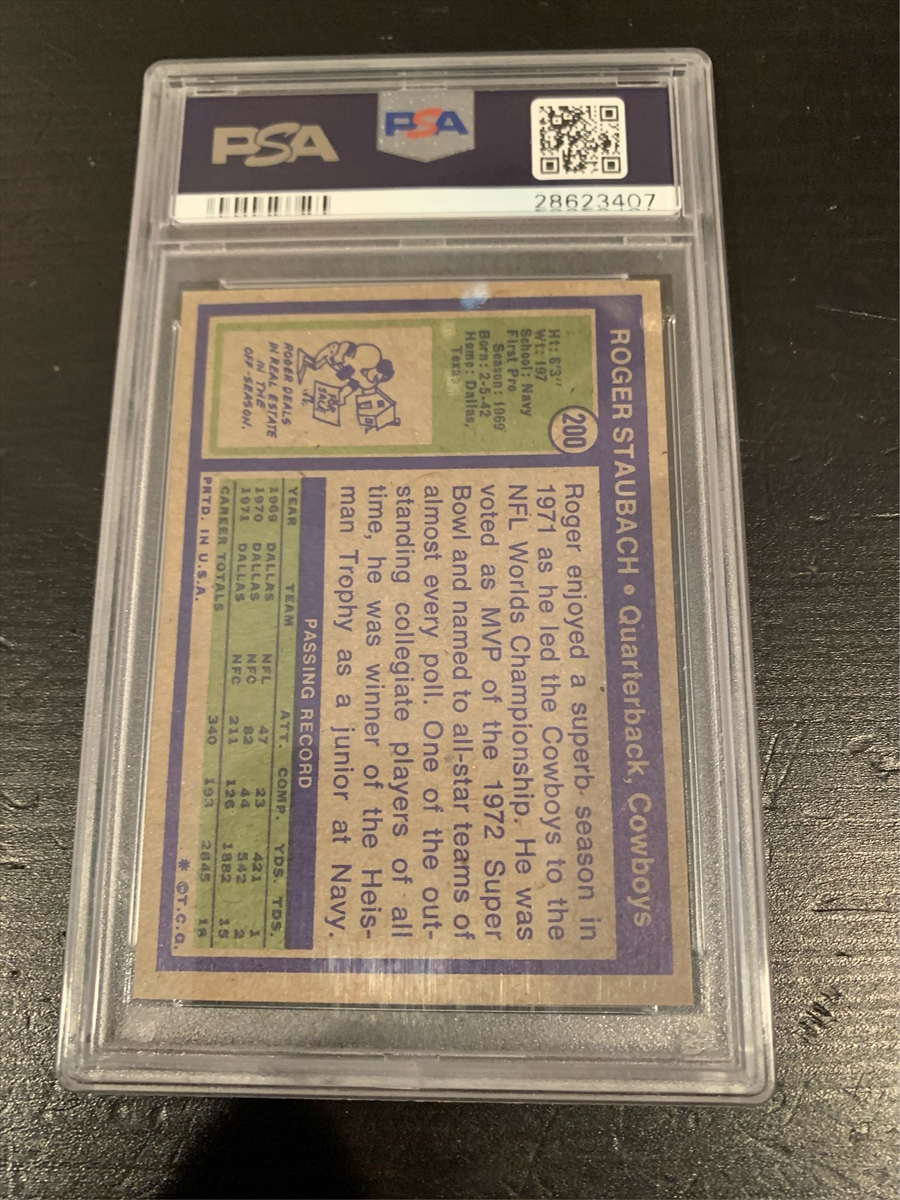 PSA
PSA
28623407
ROGER STAUBACH • Quarterback, Cowboys
200
Ht: 6'3"
Wt: 197
School: Navy
First Pro
Season: 1969
Born: 2-5-42
Home: Dallas,
Texas
FOR
SALE
ROGER DEALS
IN REAL ESTATE
IN THE
OFF-SEASON.
Roger enjoyed a superb season in
1971 as he led the Cowboys to the
NFL Worlds Championship. He was
voted as MVP of the 1972 Super
Bowl and named to all-star teams of
almost every poll. One of the out-
standing collegiate players of all
time, he was winner of the Heis-
man Trophy as a junior at Navy.
PASSING RECORD
YEAR TEAM ATT. COMP. YDS. TDS.
1969 DALLAS NFL 47 23 421 1
1970 DALLAS NFC 82 44 542 2
1971 DALLAS NFC 211 126 1882 15
CAREER TOTALS 340 193 2845 18
PRTD. IN U.S.A. * ©T.C.G.